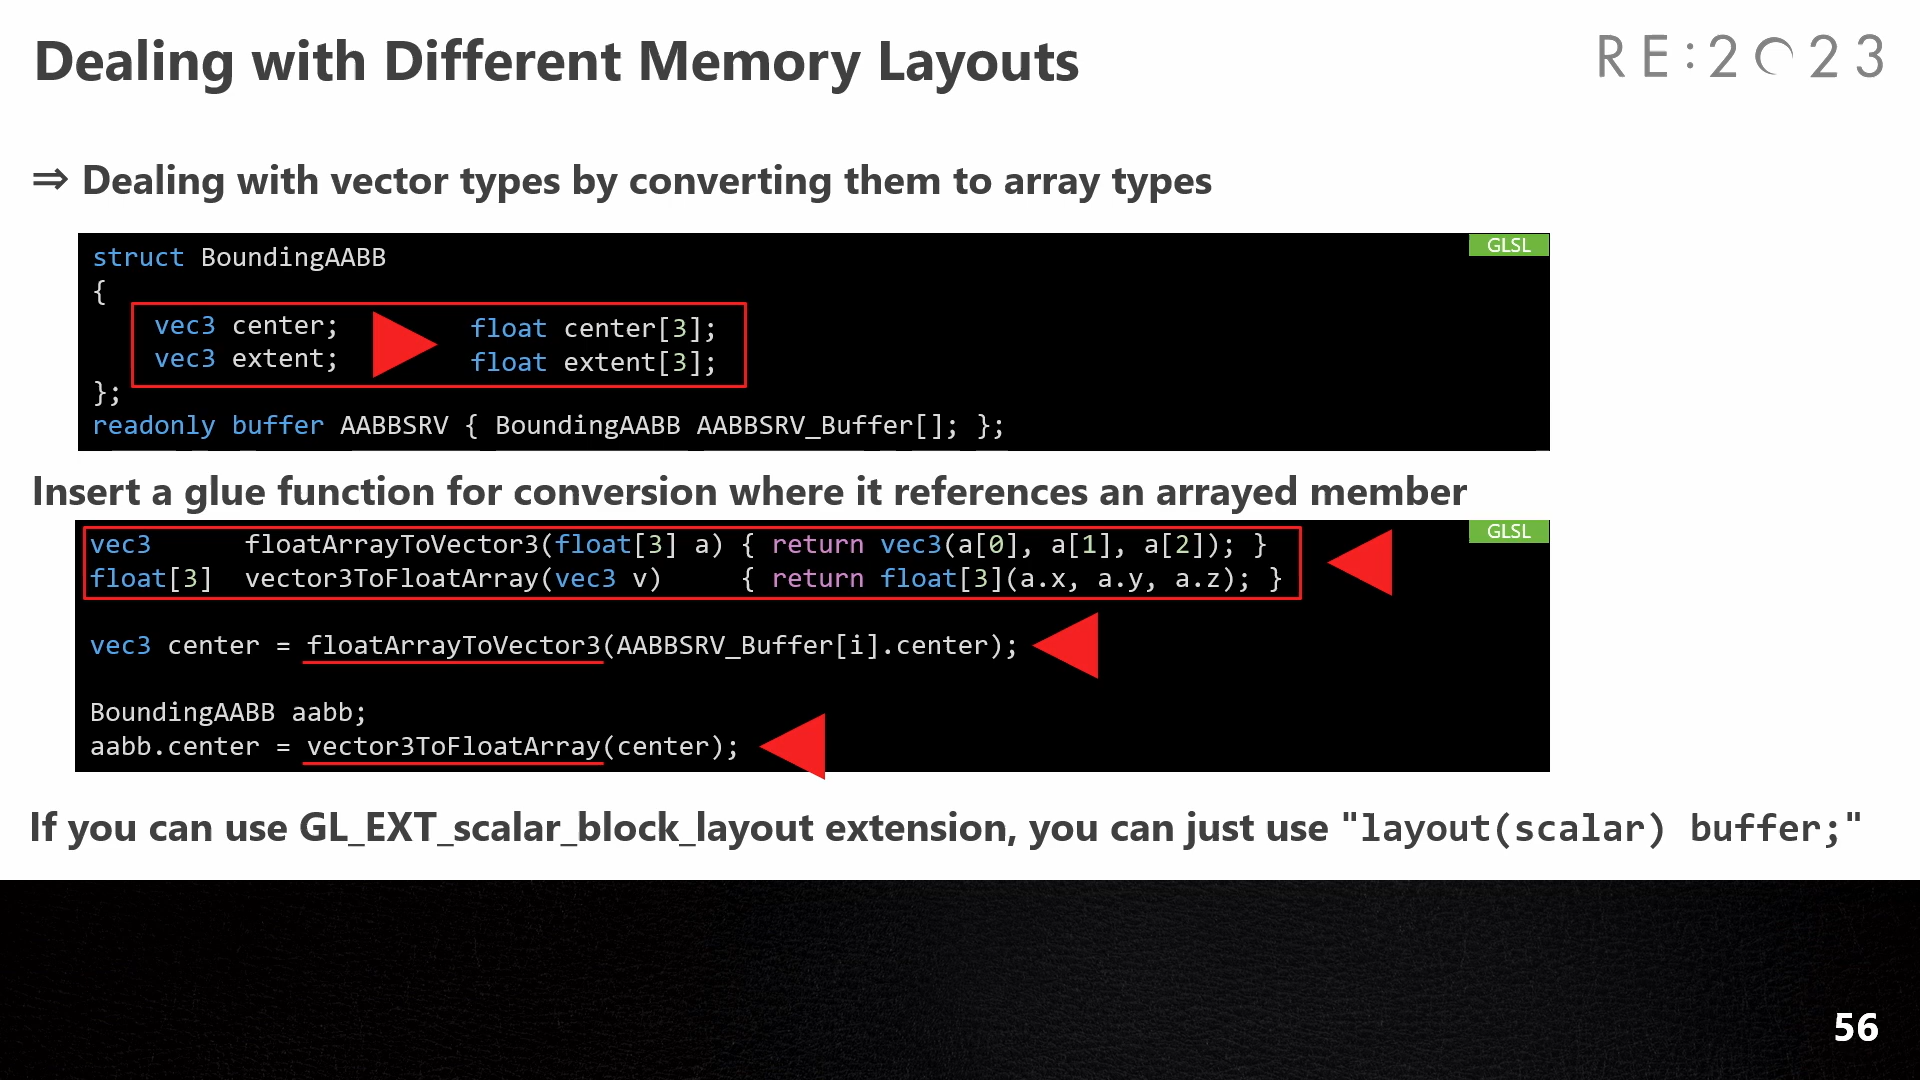 Dealing with Different Memory Layouts
RE:2023
⇒ Dealing with vector types by converting them to array types
GLSL
struct BoundingAABB
{
vec3 center; float center[3];
vec3 extent; float extent[3];
};
readonly buffer AABBSRV { BoundingAABB AABBSRV_Buffer[]; };
Insert a glue function for conversion where it references an arrayed member
GLSL
vec3 floatArrayToVector3(float[3] a) { return vec3(a[0], a[1], a[2]); }
float[3] vector3ToFloatArray(vec3 v) { return float[3](a.x, a.y, a.z); }
vec3 center = floatArrayToVector3(AABBSRV_Buffer[i].center);
BoundingAABB aabb;
aabb.center = vector3ToFloatArray(center);
If you can use GL_EXT_scalar_block_layout extension, you can just use "layout(scalar) buffer;"
56